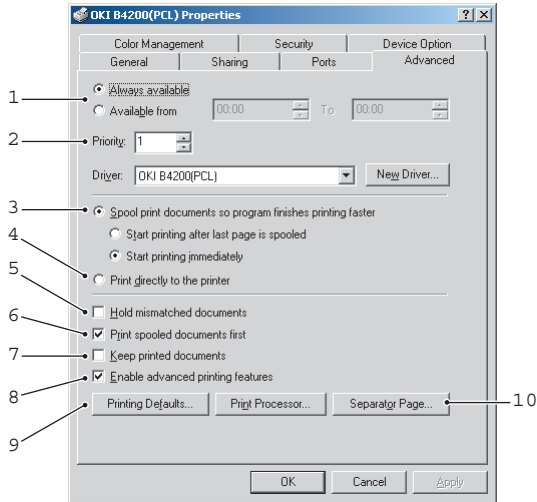 OKI B4200(PCL) Properties
Color Management Security Device Option
General Sharing Ports Advanced
1 Always available
Available from 00:00 To 00:00
2 Priority: 1
Driver: OKI B4200(PCL) New Driver...
3 Spool print documents so program finishes printing faster
Start printing after last page is spooled
Start printing immediately
4 Print directly to the printer
5 Hold mismatched documents
6 Print spooled documents first
7 Keep printed documents
8 Enable advanced printing features
9 Printing Defaults... Print Processor... Separator Page... 10
OK Cancel Apply